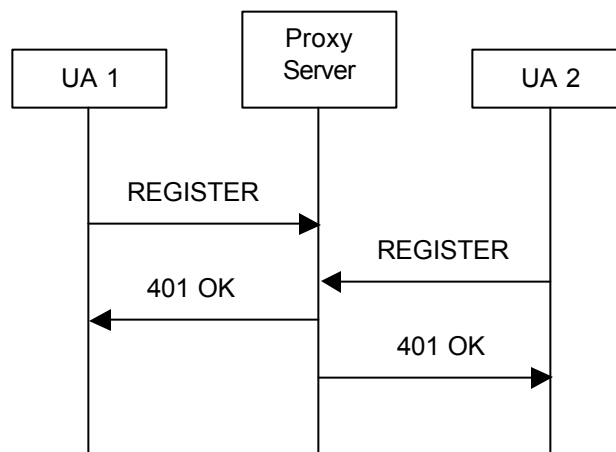 UA 1
Proxy
Server
UA 2
REGISTER
REGISTER
401 OK
401 OK